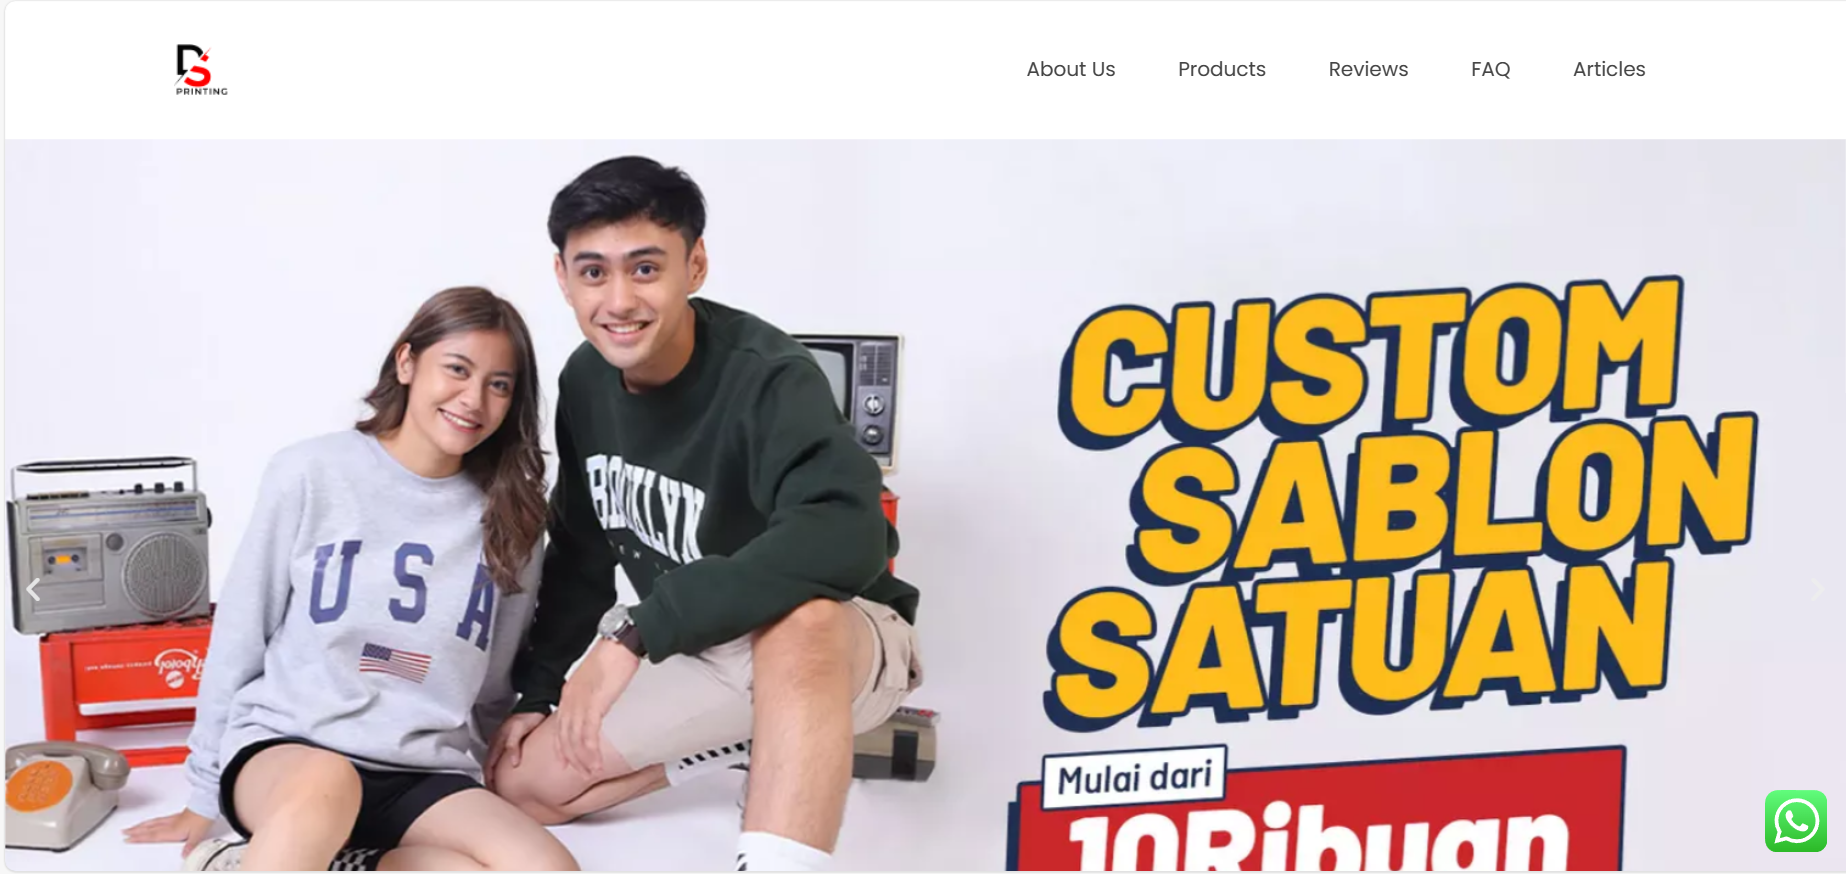 DS
PRINTING
About Us
Products
Reviews
FAQ
Articles
CUSTOM
SABLON
SATUAN
Mulai dari
10Ribuan
BROOKLYN
USA